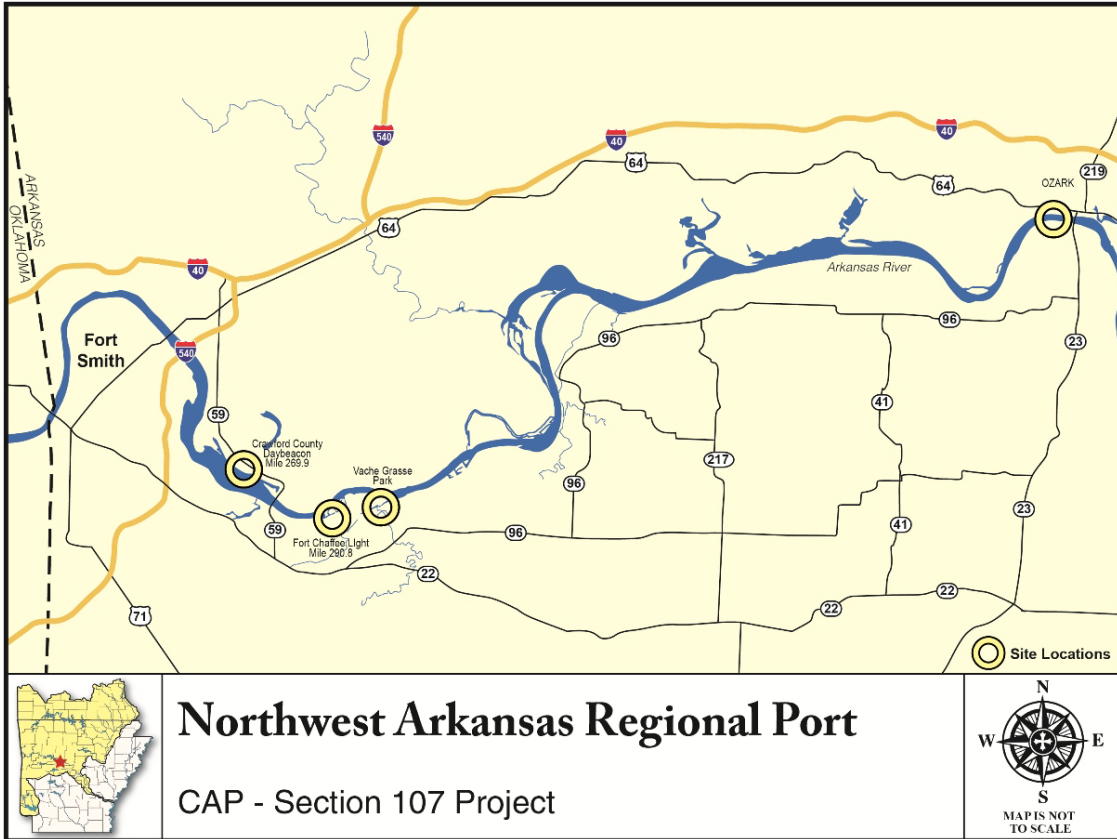 540
40
40
64
219
OZARK
64
ARKANSAS
OKLAHOMA
64
40
Arkansas River
96
96
23
Fort
Smith
540
59
41
Crawford County
Daybeacon
Mile 269.9
Vache Grasse
Park
217
96
59
Fort Chaffee LIght
Mile 290.8
96
41
23
22
22
22
71
Site Locations
Northwest Arkansas Regional Port
CAP - Section 107 Project
N
W
E
S
MAP IS NOT
TO SCALE